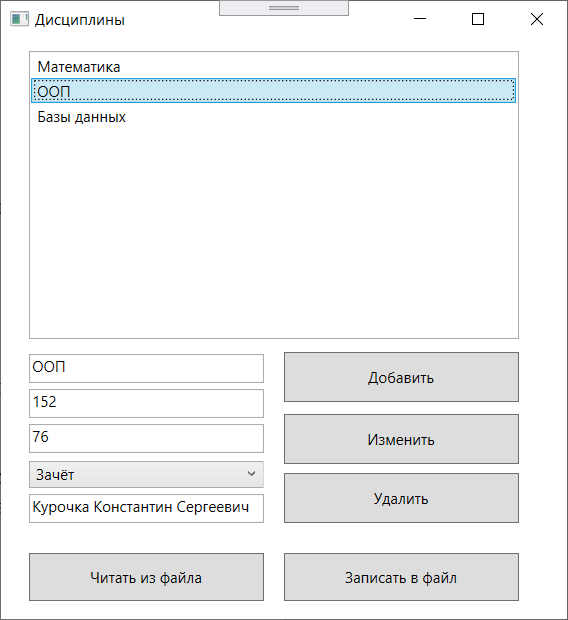 Дисциплины
Математика
ООП
Базы данных
ООП
152
76
Зачёт
Курочка Константин Сергеевич
Добавить
Изменить
Удалить
Читать из файла
Записать в файл